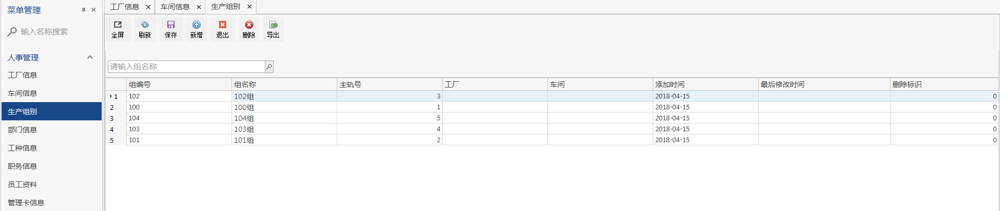 菜单管理
输入名称搜索
人事管理
工厂信息
车间信息
生产组别
部门信息
工种信息
职务信息
员工资料
管理卡信息
工厂信息 车间信息 生产组别
全屏 刷新 保存 新增 退出 删除 导出
请输入组名称
组编号 组名称 主轨号 工厂 车间 添加时间 最后修改时间 删除标识
1 102 102组 3 2018-04-15 0
2 100 100组 1 2018-04-15 0
3 104 104组 5 2018-04-15 0
4 103 103组 4 2018-04-15 0
5 101 101组 2 2018-04-15 0